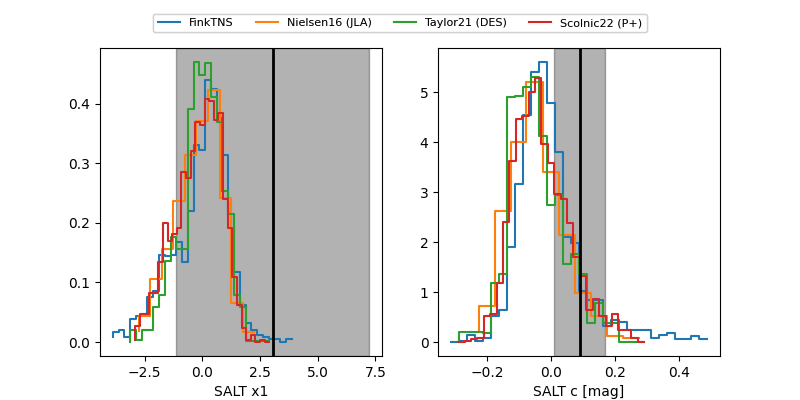 FinkTNS Nielsen16 (JLA) Taylor21 (DES) Scolnic22 (P+)
0.4
0.3
0.2
0.1
0.0
−2.5 0.0 2.5 5.0 7.5
SALT x1
5
4
3
2
1
0
−0.2 0.0 0.2 0.4
SALT c [mag]